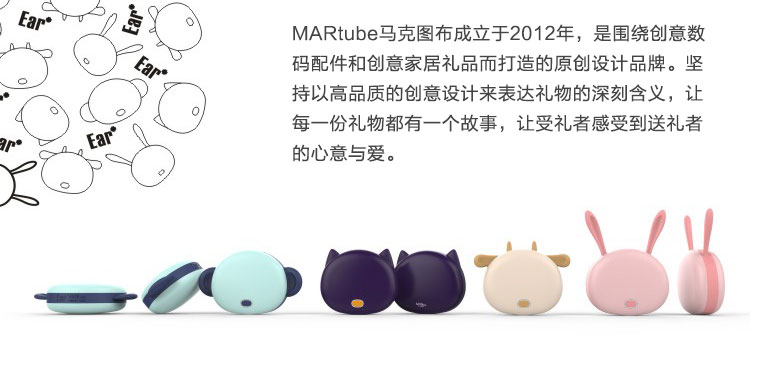 Ear
Ear
Ear
MARtube马克图布成立于2012年，是围绕创意数
码配件和创意家居礼品而打造的原创设计品牌。坚
持以高品质的创意设计来表达礼物的深刻含义，让
每一份礼物都有一个故事，让受礼者感受到送礼者
的心意与爱。